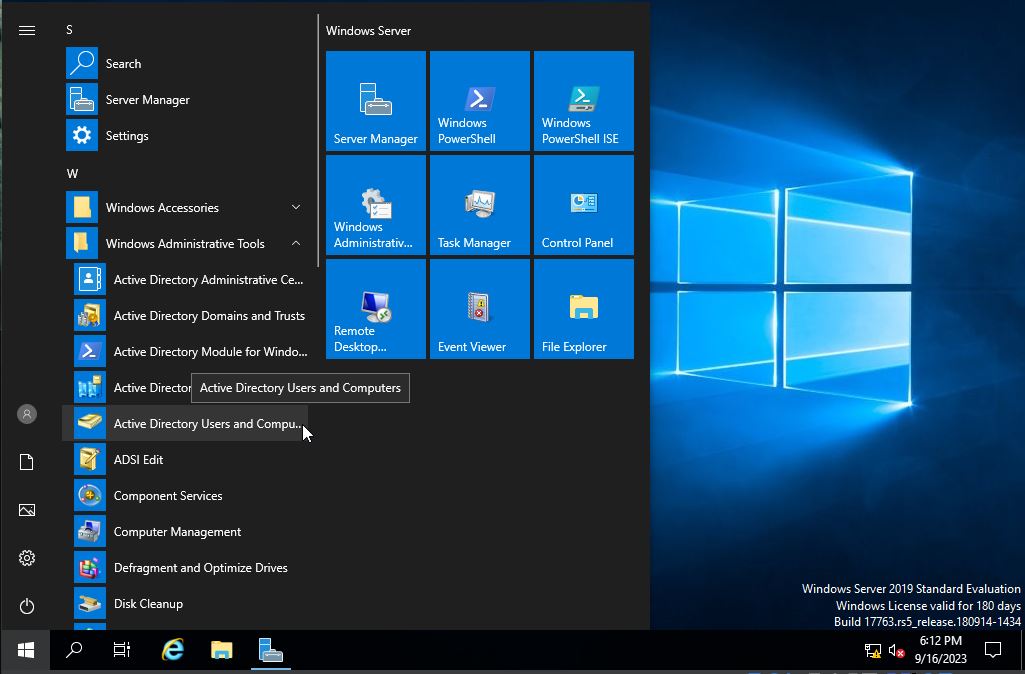 S
Search
Server Manager
Settings
W
Windows Accessories
Windows Administrative Tools
Active Directory Administrative Ce...
Active Directory Domains and Trusts
Active Directory Module for Windo...
Active Director
Active Directory Users and Computers
Active Directory Users and Compu...
ADSI Edit
Component Services
Computer Management
Defragment and Optimize Drives
Disk Cleanup
Windows Server
Server Manager
Windows
PowerShell
Windows
PowerShell ISE
Windows
Administrativ...
Task Manager
Control Panel
Remote
Desktop...
Event Viewer
File Explorer
Windows Server 2019 Standard Evaluation
Windows License valid for 180 days
Build 17763.rs5_release.180914-1434
6:12 PM
9/16/2023